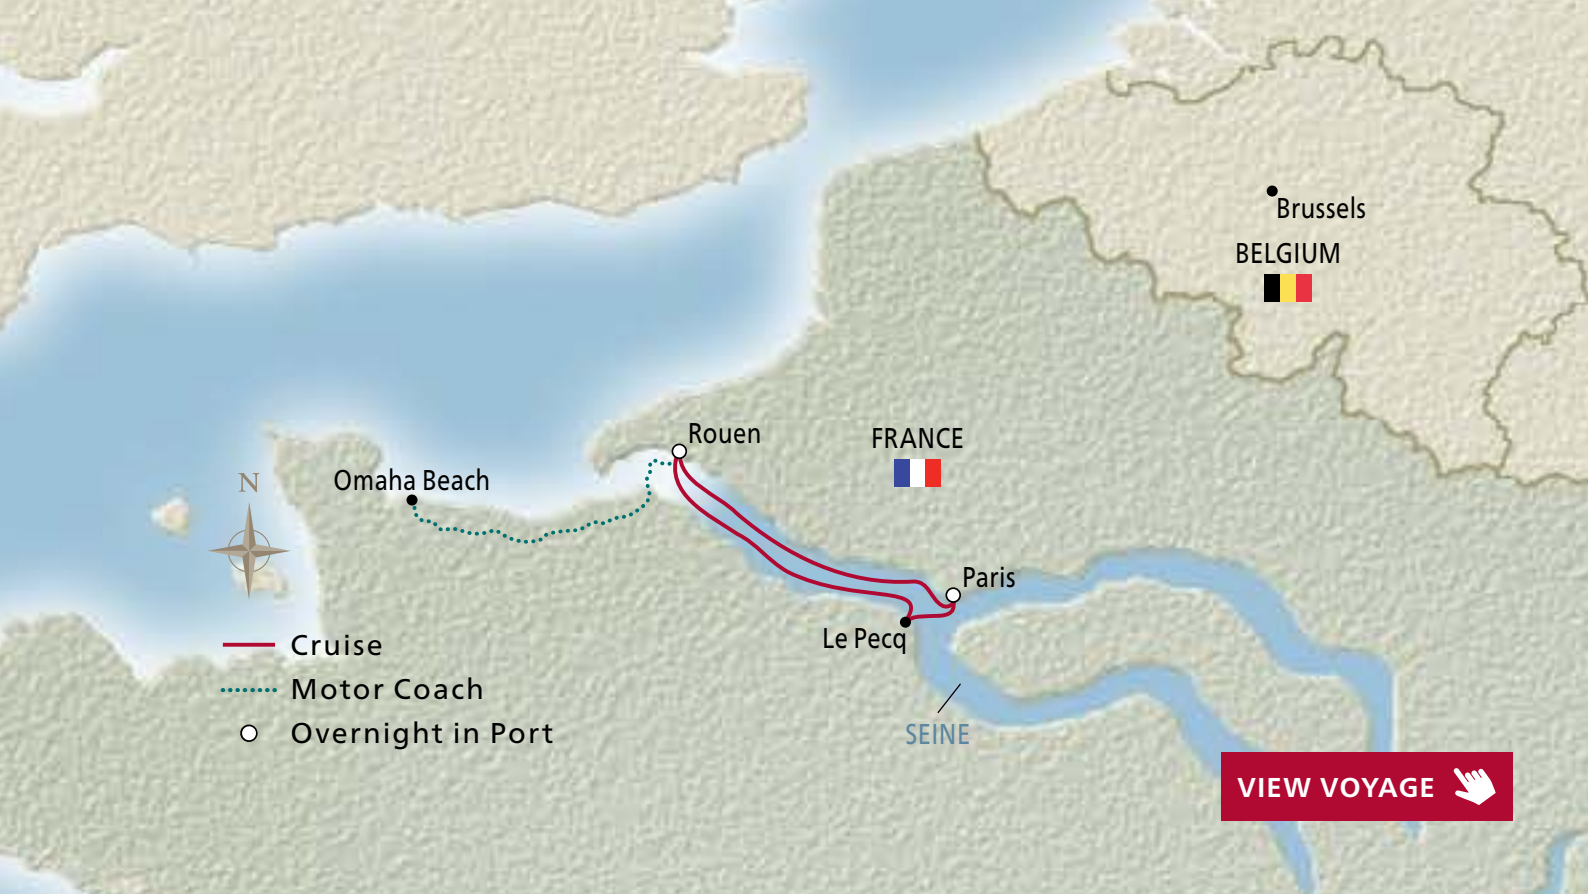 Brussels
BELGIUM
Rouen
FRANCE
Omaha Beach
N
Paris
Le Pecq
Cruise
Motor Coach
Overnight in Port
SEINE
VIEW VOYAGE